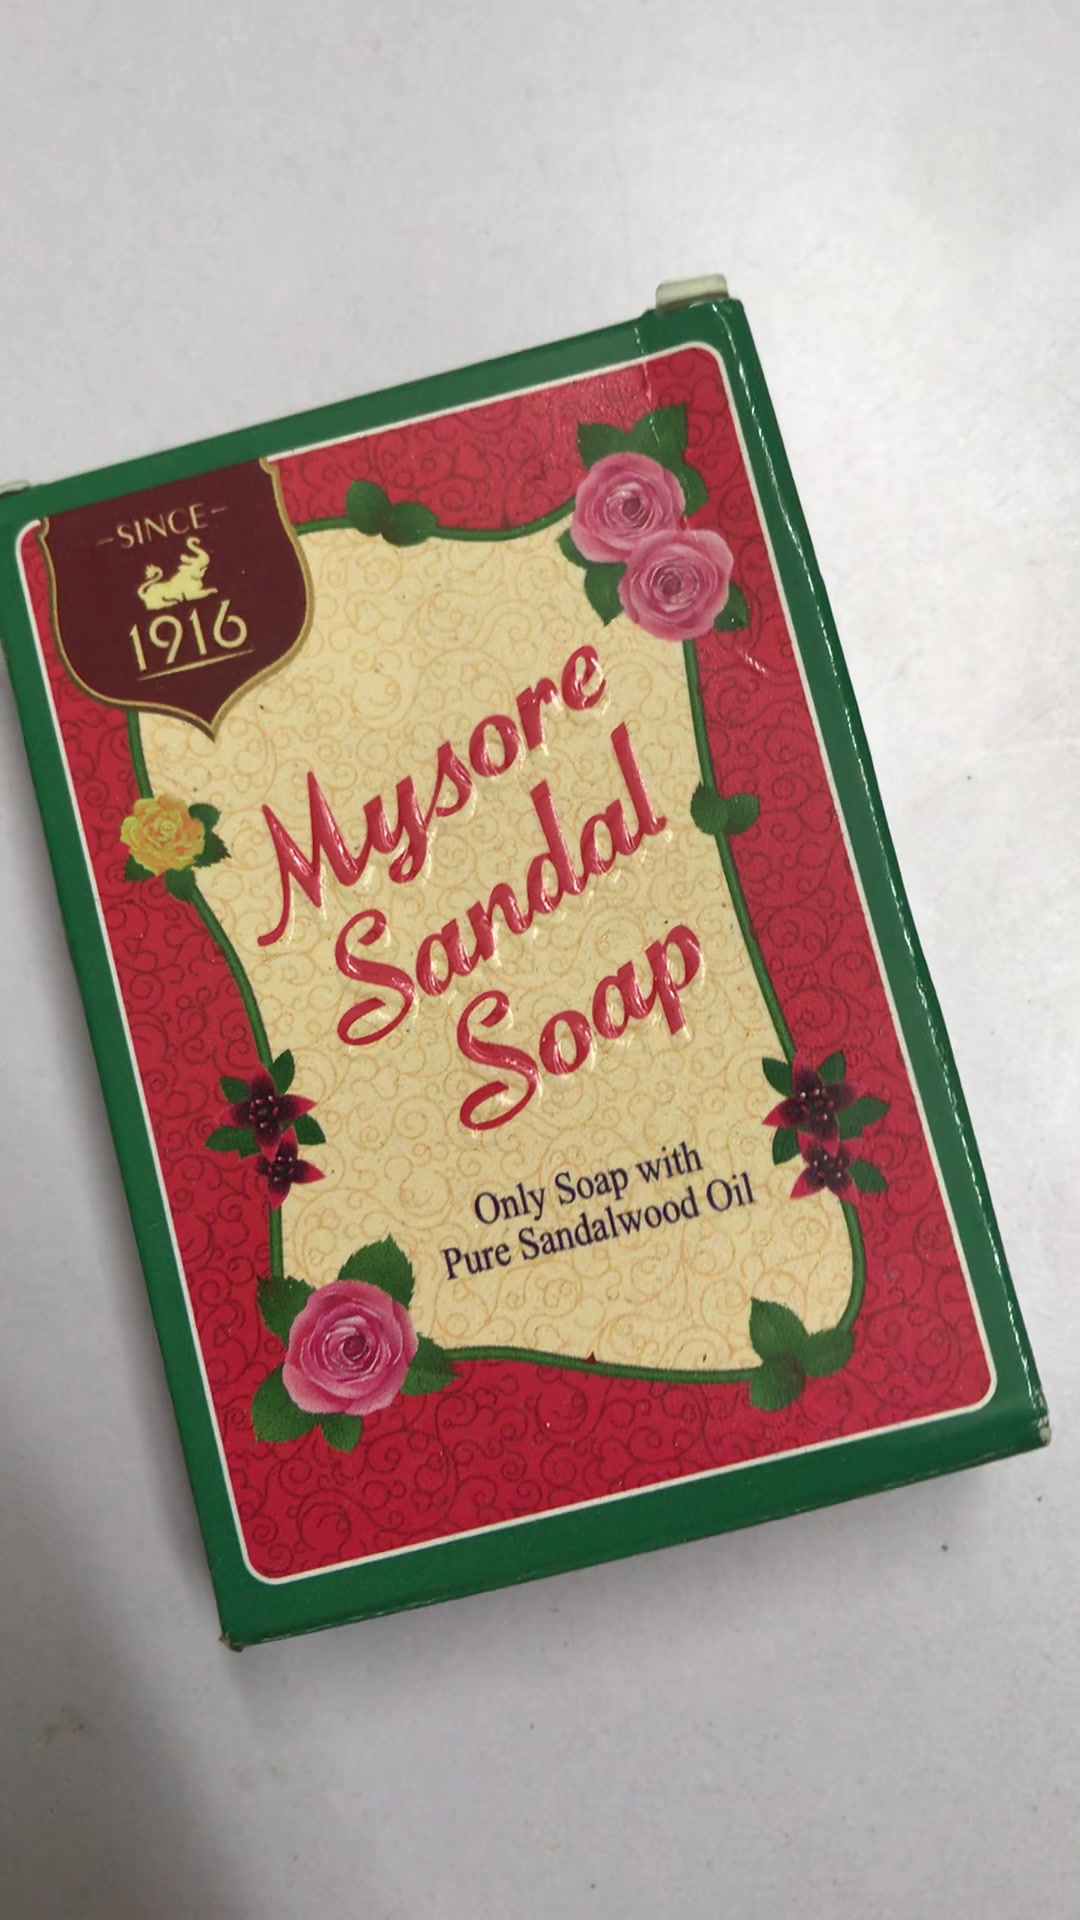 -SINCE-
1916
Mysore
Sandal
Soap
Only Soap with
Pure Sandalwood Oil